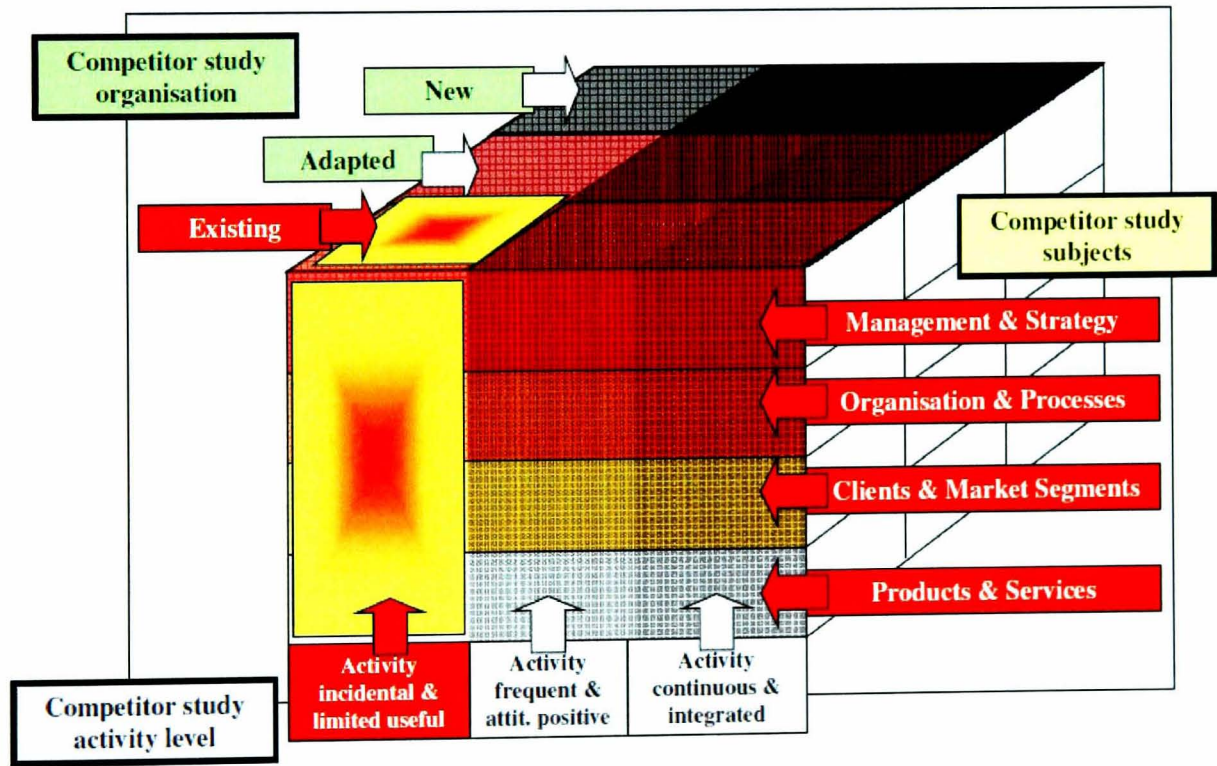 Competitor study
organisation
New
Adapted
Existing
Competitor study
subjects
Management & Strategy
Organisation & Processes
Clients & Market Segments
Products & Services
Activity
incidental &
limited useful
Activity
frequent &
attit. positive
Activity
continuous &
integrated
Competitor study
activity level